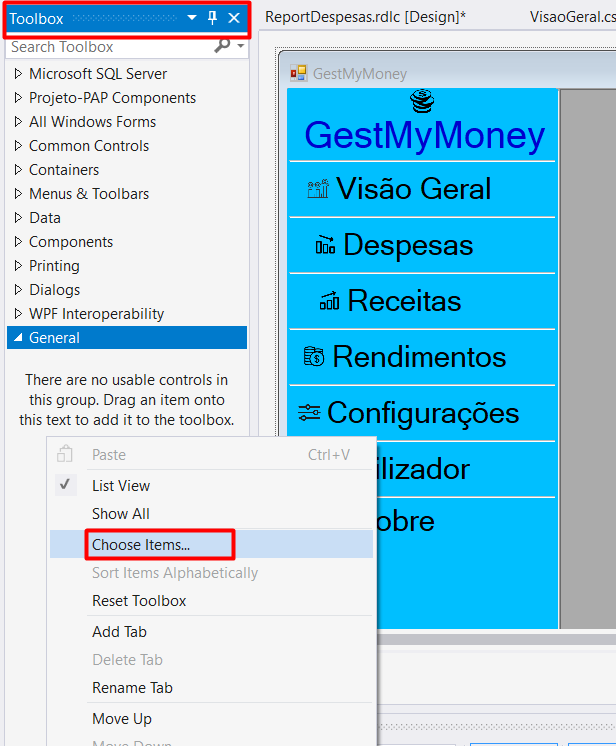 Toolbox
Search Toolbox
Microsoft SQL Server
Projeto-PAP Components
All Windows Forms
Common Controls
Containers
Menus & Toolbars
Data
Components
Printing
Dialogs
WPF Interoperability
General
There are no usable controls in
this group. Drag an item onto
this text to add it to the toolbox.
Paste Ctrl+V
List View
Show All
Choose Items...
Sort Items Alphabetically
Reset Toolbox
Add Tab
Delete Tab
Rename Tab
Move Up
Move Down
ReportDespesas.rdlc [Design]* VisaoGeral.cs
GestMyMoney
GestMyMoney
Visão Geral
Despesas
Receitas
Rendimentos
Configurações
ilizador
obre